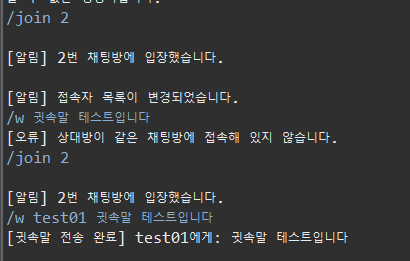 /join 2
[알림] 2번 채팅방에 입장했습니다.
[알림] 접속자 목록이 변경되었습니다.
/w 귓속말 테스트입니다
[오류] 상대방이 같은 채팅방에 접속해 있지 않습니다.
/join 2
[알림] 2번 채팅방에 입장했습니다.
/w test01 귓속말 테스트입니다
[귓속말 전송 완료] test01에게: 귓속말 테스트입니다